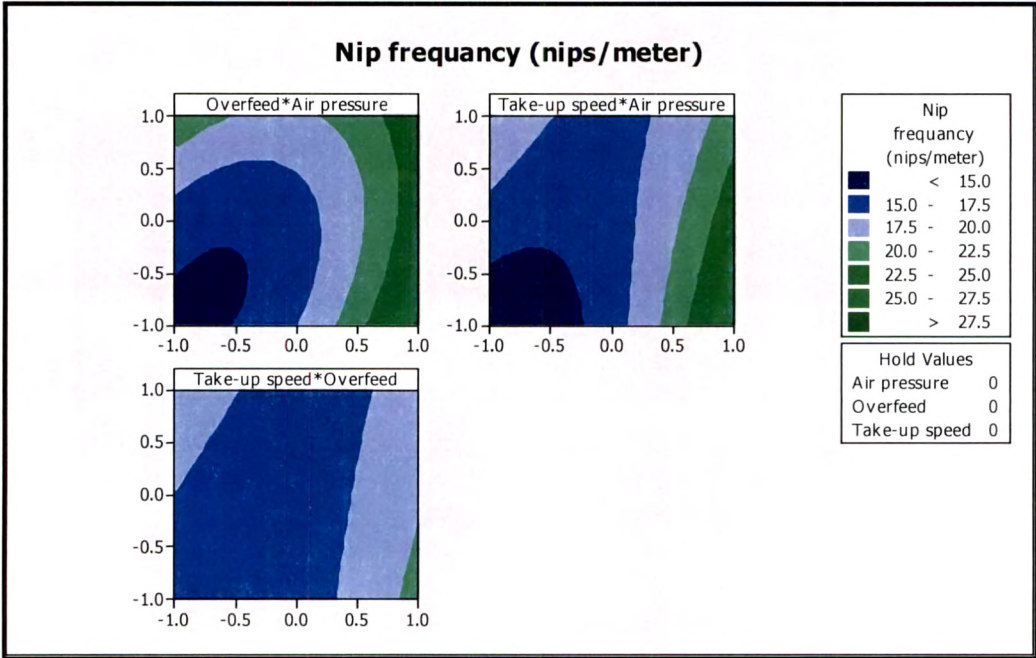 Nip frequancy (nips/meter)
Overfeed*Air pressure
1.0
0.5
0.0
-0.5
-1.0
-1.0 -0.5 0.0 0.5 1.0
Take-up speed*Air pressure
1.0
0.5
0.0
-0.5
-1.0
-1.0 -0.5 0.0 0.5 1.0
Take-up speed*Overfeed
1.0
0.5
0.0
-0.5
-1.0
-1.0 -0.5 0.0 0.5 1.0
Nip
frequancy
(nips/meter)
< 15.0
15.0 - 17.5
17.5 - 20.0
20.0 - 22.5
22.5 - 25.0
25.0 - 27.5
> 27.5
Hold Values
Air pressure 0
Overfeed 0
Take-up speed 0